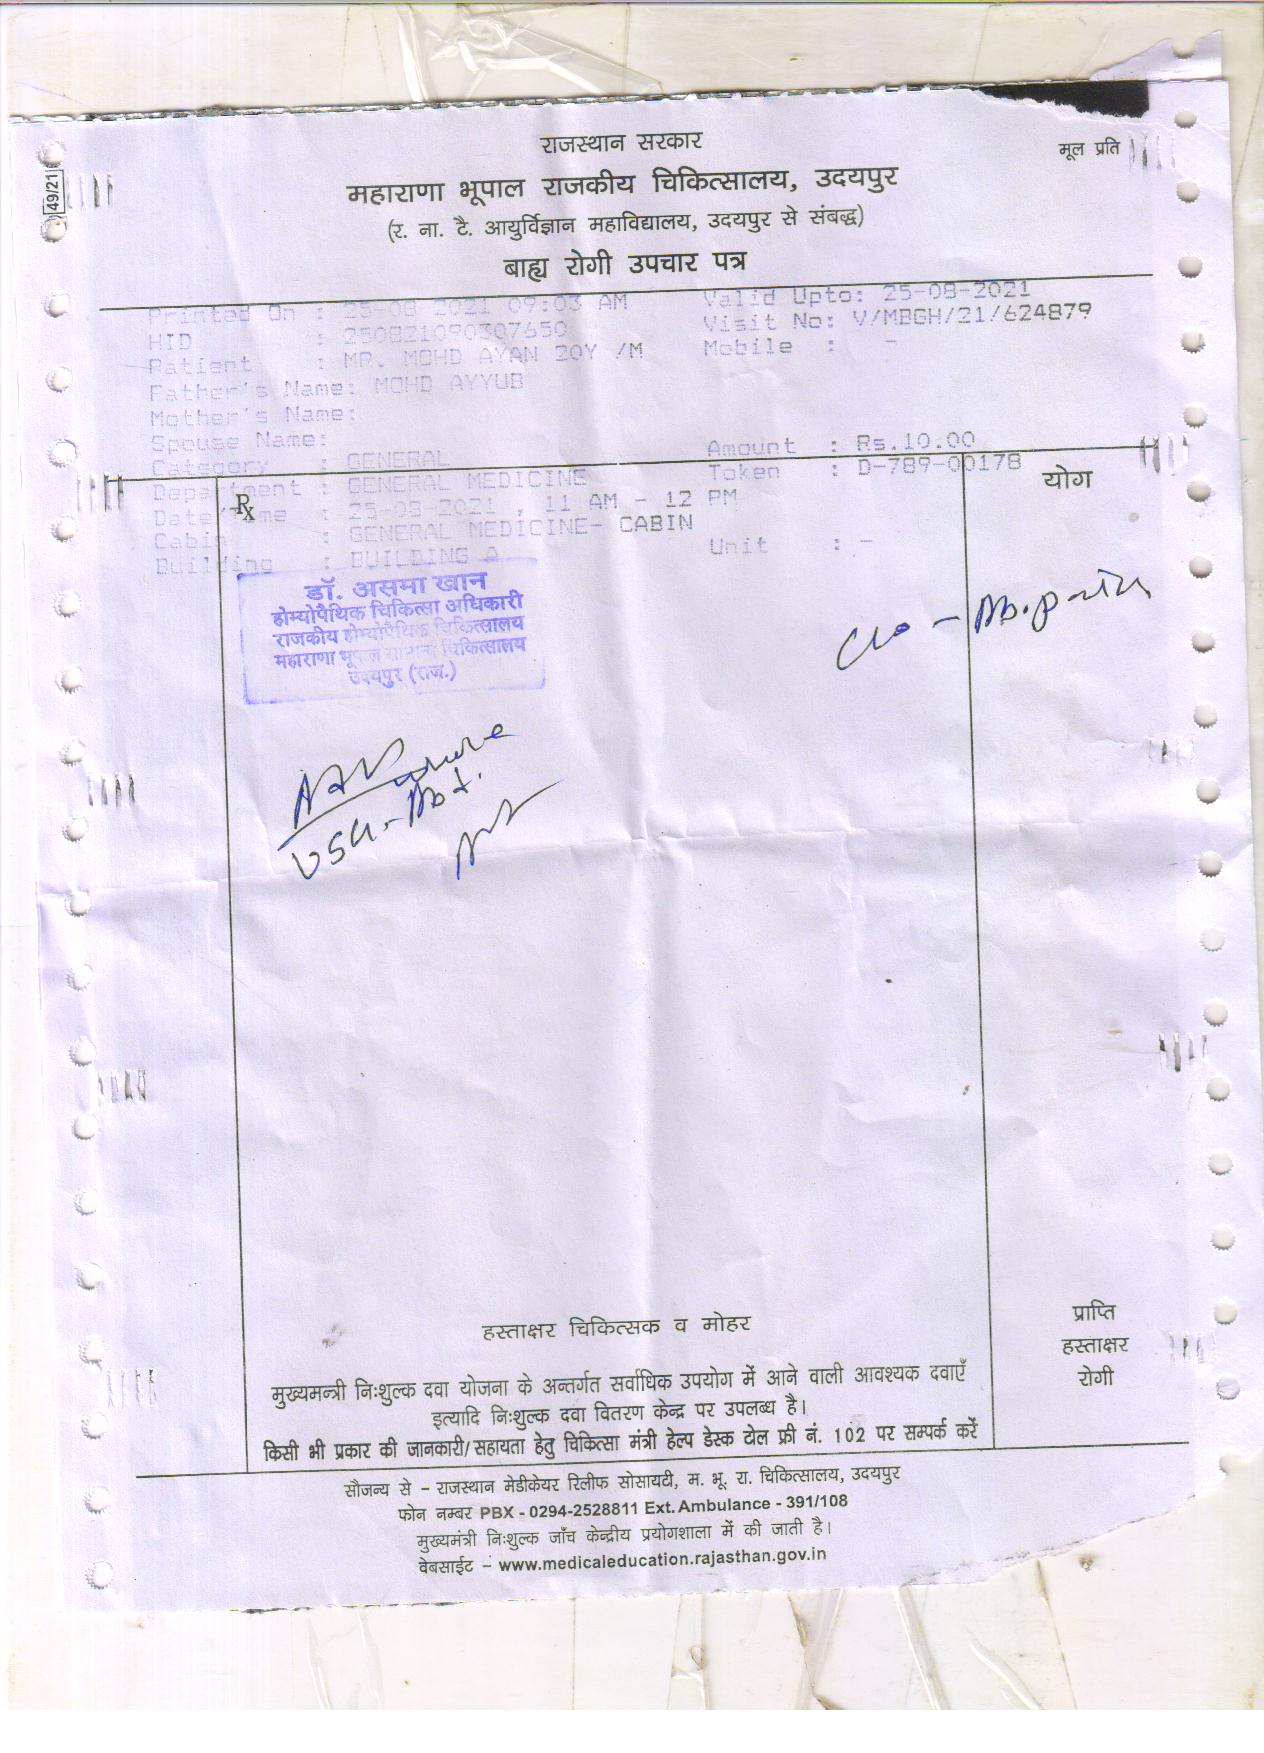 राजस्थान सरकार
मूल प्रति
49/21
महाराणा भूपाल राजकीय चिकित्सालय, उदयपुर
(र. ना. टै. आयुर्विज्ञान महाविद्यालय, उदयपुर से संबद्ध)
बाह्य रोगी उपचार पत्र
Printed On : 25-08-2021 09:03 AM Valid Upto: 25-08-2021
HID : 250821090307650 Visit No: V/MBGH/21/624879
Patient : MR. MOHD AYAN 20Y /M Mobile : -
Father's Name: MOHD AYYUB
Mother's Name:
Spouse Name:
Category : GENERAL Amount : Rs.10.00
Department : GENERAL MEDICINE Token : D-789-00178
Date/Time : 25-08-2021 , 11 AM - 12 PM
Cabin : GENERAL MEDICINE- CABIN
Building : BUILDING A Unit : -
योग
Rx
डॉ. असमा खान
होम्योपैथिक चिकित्सा अधिकारी
राजकीय होम्योपैथिक चिकित्सालय
महाराणा भूपाल चिकित्सालय
उदयपुर (राज.)
हस्ताक्षर चिकित्सक व मोहर
प्राप्ति
हस्ताक्षर
रोगी
मुख्यमन्त्री निःशुल्क दवा योजना के अन्तर्गत सर्वाधिक उपयोग में आने वाली आवश्यक दवाएँ
इत्यादि निःशुल्क दवा वितरण केन्द्र पर उपलब्ध है।
किसी भी प्रकार की जानकारी/सहायता हेतु चिकित्सा मंत्री हेल्प डेस्क टोल फ्री नं. 102 पर सम्पर्क करें
सौजन्य से – राजस्थान मेडीकेयर रिलीफ सोसायटी, म. भू. रा. चिकित्सालय, उदयपुर
फोन नम्बर PBX - 0294-2528811 Ext. Ambulance - 391/108
मुख्यमंत्री निःशुल्क जाँच केन्द्रीय प्रयोगशाला में की जाती है।
वेबसाईट – www.medicaleducation.rajasthan.gov.in